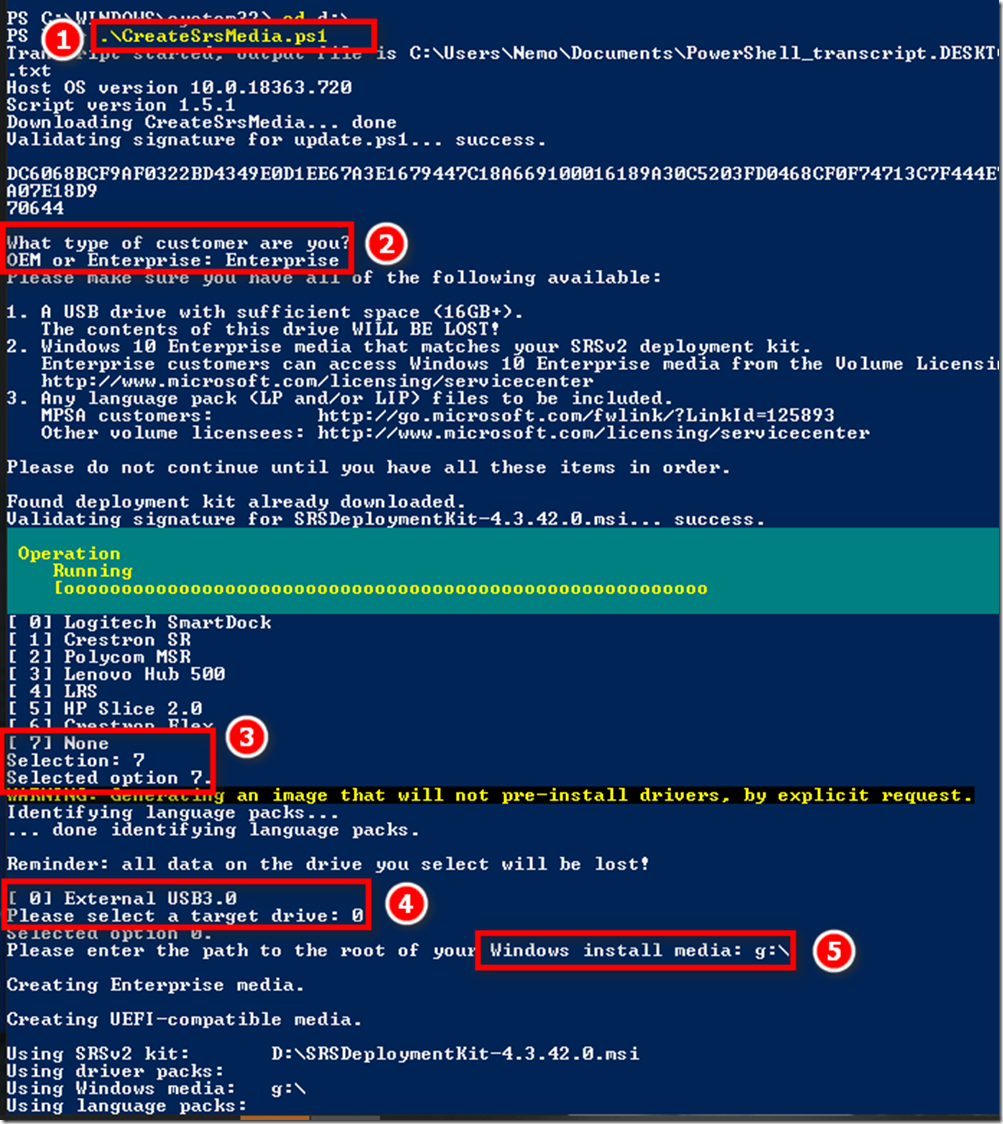 PS C:\WINDOWS\system32> cd d:\
PS .\CreateSrsMedia.ps1
1
Transcript started, output file is C:\Users\Nemo\Documents\PowerShell_transcript.DESKT
.txt
Host OS version 10.0.18363.720
Script version 1.5.1
Downloading CreateSrsMedia... done
Validating signature for update.ps1... success.
DC6068BCF9AF0322BD4349E0D1EE67A3E1679447C18A669100016189A30C5203FD0468CF0F74713C7F444E
A07E18D9
70644
What type of customer are you?
2
OEM or Enterprise: Enterprise
Please make sure you have all of the following available:
1. A USB drive with sufficient space (16GB+).
The contents of this drive WILL BE LOST!
2. Windows 10 Enterprise media that matches your SRSv2 deployment kit.
Enterprise customers can access Windows 10 Enterprise media from the Volume Licensi
http://www.microsoft.com/licensing/servicecenter
3. Any language pack (LP and/or LIP) files to be included.
MPSA customers: http://go.microsoft.com/fwlink/?LinkId=125893
Other volume licensees: http://www.microsoft.com/licensing/servicecenter
Please do not continue until you have all these items in order.
Found deployment kit already downloaded.
Validating signature for SRSDeploymentKit-4.3.42.0.msi... success.
Operation
Running
[oooooooooooooooooooooooooooooooooooooooooooooooooooooooo
[ 0] Logitech SmartDock
[ 1] Crestron SR
[ 2] Polycom MSR
[ 3] Lenovo Hub 500
[ 4] LRS
[ 5] HP Slice 2.0
[ 6] Crestron Flex
[ 7] None
3
Selection: 7
Selected option 7.
WARNING: Generating an image that will not pre-install drivers, by explicit request.
Identifying language packs...
... done identifying language packs.
Reminder: all data on the drive you select will be lost!
[ 0] External USB3.0
4
Please select a target drive: 0
Selected option 0.
Please enter the path to the root of your Windows install media: g:\
5
Creating Enterprise media.
Creating UEFI-compatible media.
Using SRSv2 kit: D:\SRSDeploymentKit-4.3.42.0.msi
Using driver packs:
Using Windows media: g:\
Using language packs: